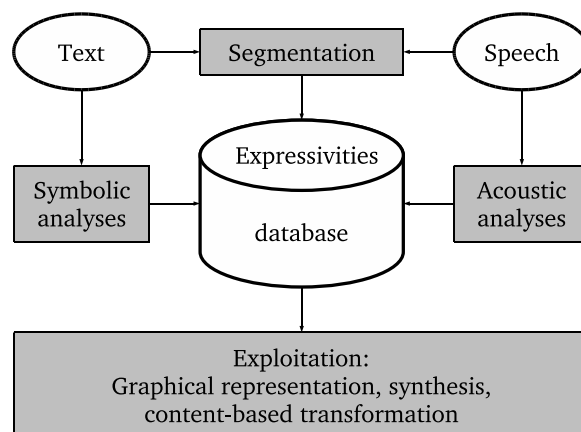 Text
Segmentation
Speech
Expressivities
database
Symbolic
analyses
Acoustic
analyses
Exploitation:
Graphical representation, synthesis,
content-based transformation